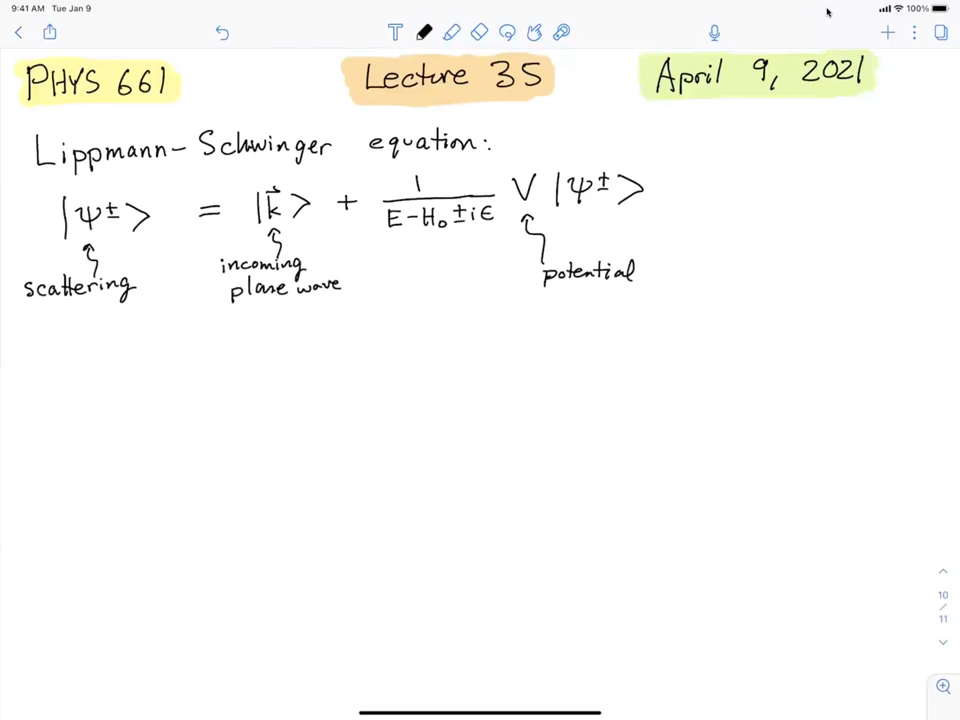 9:41 AM Tue Jan 9
100%
PHYS 661
Lecture 35
April 9, 2021
Lippmann-Schwinger equation:
|ψ±⟩ = |k⃗⟩ + 1/(E-H₀±iϵ) V |ψ±⟩
scattering
incoming
plane wave
potential
10
/
11